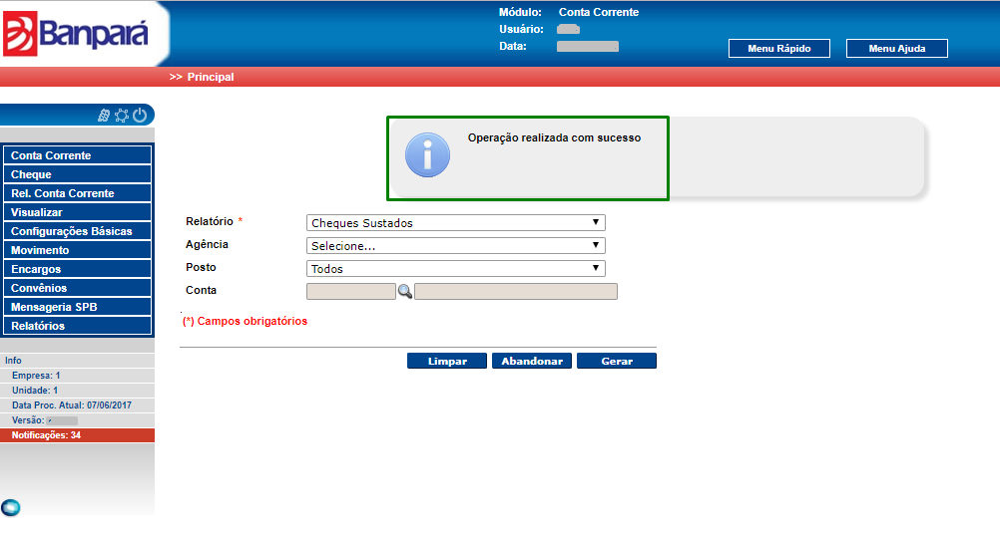 Banpará
Módulo: Conta Corrente
Usuário:
Data:
Menu Rápido
Menu Ajuda
>> Principal
Conta Corrente
Cheque
Rel. Conta Corrente
Visualizar
Configurações Básicas
Movimento
Encargos
Convênios
Mensageria SPB
Relatórios
Info
Empresa: 1
Unidade: 1
Data Proc. Atual: 07/06/2017
Versão:
Notificações: 34
Operação realizada com sucesso
Relatório * Cheques Sustados
Agência Selecione...
Posto Todos
Conta
(*) Campos obrigatórios
Limpar Abandonar Gerar